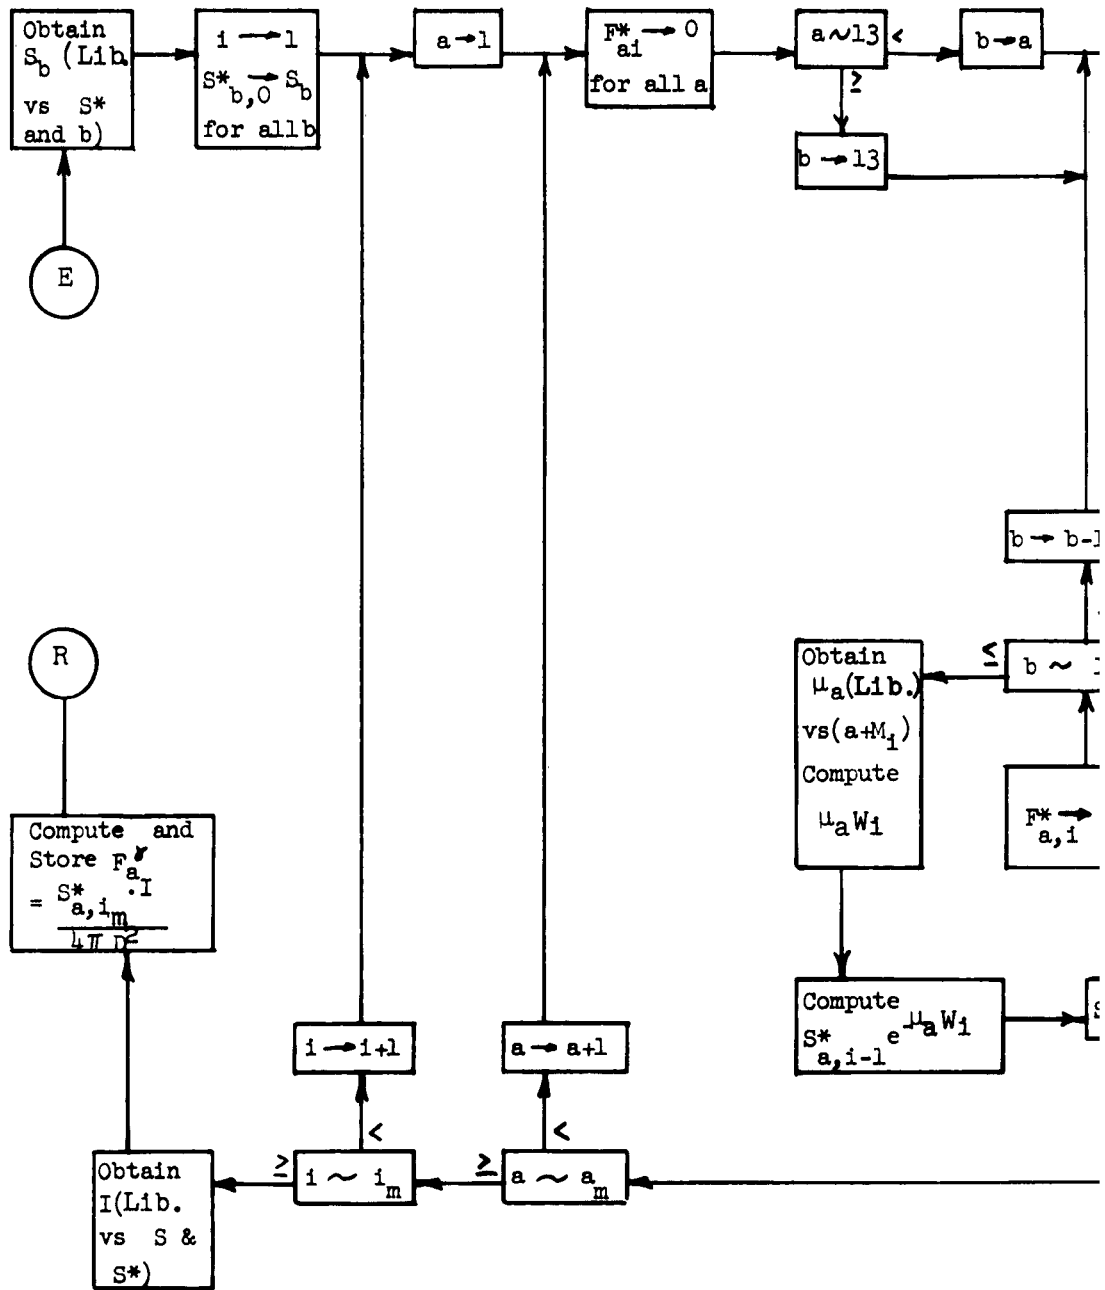 Obtain
S_b (Lib.
vs S*
and b)
i → 1
S*_b,0 → S_b
for all b
a → 1
F*_ai → 0
for all a
a ~ 13
<
b → a
≥
b → 13
E
b → b-1
R
b ~
≤
Obtain
μ_a (Lib.)
vs (a+M_i)
Compute
μ_a W_i
F*_a,i →
Compute and
Store F_a^γ
= S*_a,i_m · I
4π D²
Compute
S*_a,i-1 e^-μ_a W_i
S
i → i+1
a → a+1
<
<
≥
i ~ i_m
≥
a ~ a_m
Obtain
I(Lib.
vs S &
S*)